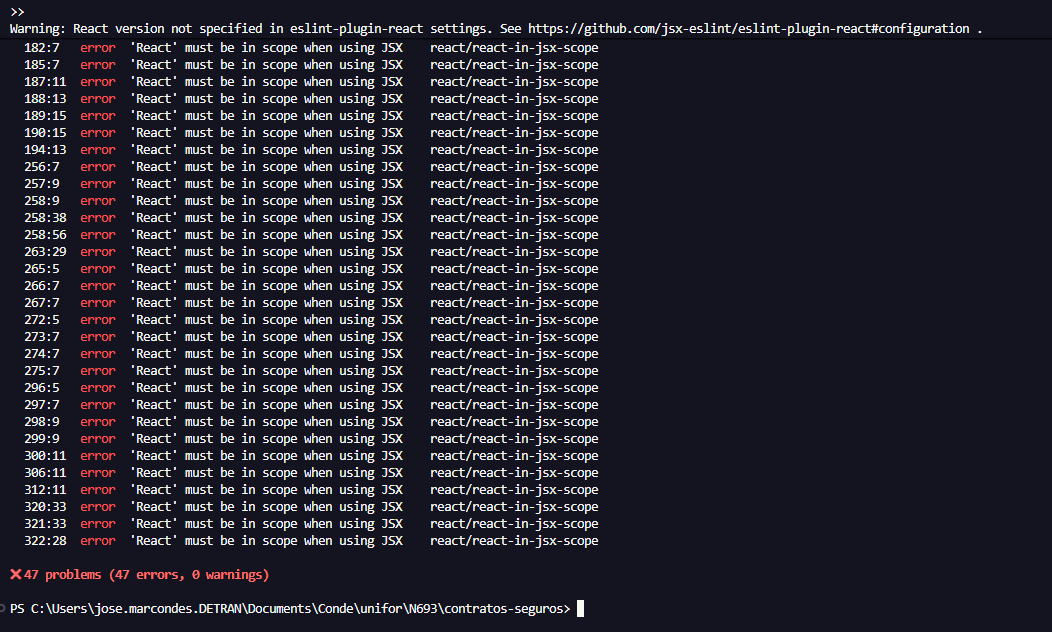 >>
Warning: React version not specified in eslint-plugin-react settings. See https://github.com/jsx-eslint/eslint-plugin-react#configuration .
182:7 error 'React' must be in scope when using JSX react/react-in-jsx-scope
185:7 error 'React' must be in scope when using JSX react/react-in-jsx-scope
187:11 error 'React' must be in scope when using JSX react/react-in-jsx-scope
188:13 error 'React' must be in scope when using JSX react/react-in-jsx-scope
189:15 error 'React' must be in scope when using JSX react/react-in-jsx-scope
190:15 error 'React' must be in scope when using JSX react/react-in-jsx-scope
194:13 error 'React' must be in scope when using JSX react/react-in-jsx-scope
256:7 error 'React' must be in scope when using JSX react/react-in-jsx-scope
257:9 error 'React' must be in scope when using JSX react/react-in-jsx-scope
258:9 error 'React' must be in scope when using JSX react/react-in-jsx-scope
258:38 error 'React' must be in scope when using JSX react/react-in-jsx-scope
258:56 error 'React' must be in scope when using JSX react/react-in-jsx-scope
263:29 error 'React' must be in scope when using JSX react/react-in-jsx-scope
265:5 error 'React' must be in scope when using JSX react/react-in-jsx-scope
266:7 error 'React' must be in scope when using JSX react/react-in-jsx-scope
267:7 error 'React' must be in scope when using JSX react/react-in-jsx-scope
272:5 error 'React' must be in scope when using JSX react/react-in-jsx-scope
273:7 error 'React' must be in scope when using JSX react/react-in-jsx-scope
274:7 error 'React' must be in scope when using JSX react/react-in-jsx-scope
275:7 error 'React' must be in scope when using JSX react/react-in-jsx-scope
296:5 error 'React' must be in scope when using JSX react/react-in-jsx-scope
297:7 error 'React' must be in scope when using JSX react/react-in-jsx-scope
298:9 error 'React' must be in scope when using JSX react/react-in-jsx-scope
299:9 error 'React' must be in scope when using JSX react/react-in-jsx-scope
300:11 error 'React' must be in scope when using JSX react/react-in-jsx-scope
306:11 error 'React' must be in scope when using JSX react/react-in-jsx-scope
312:11 error 'React' must be in scope when using JSX react/react-in-jsx-scope
320:33 error 'React' must be in scope when using JSX react/react-in-jsx-scope
321:33 error 'React' must be in scope when using JSX react/react-in-jsx-scope
322:28 error 'React' must be in scope when using JSX react/react-in-jsx-scope
✖ 47 problems (47 errors, 0 warnings)
PS C:\Users\jose.marcondes.DETRAN\Documents\Conde\unifor\N693\contratos-seguros>